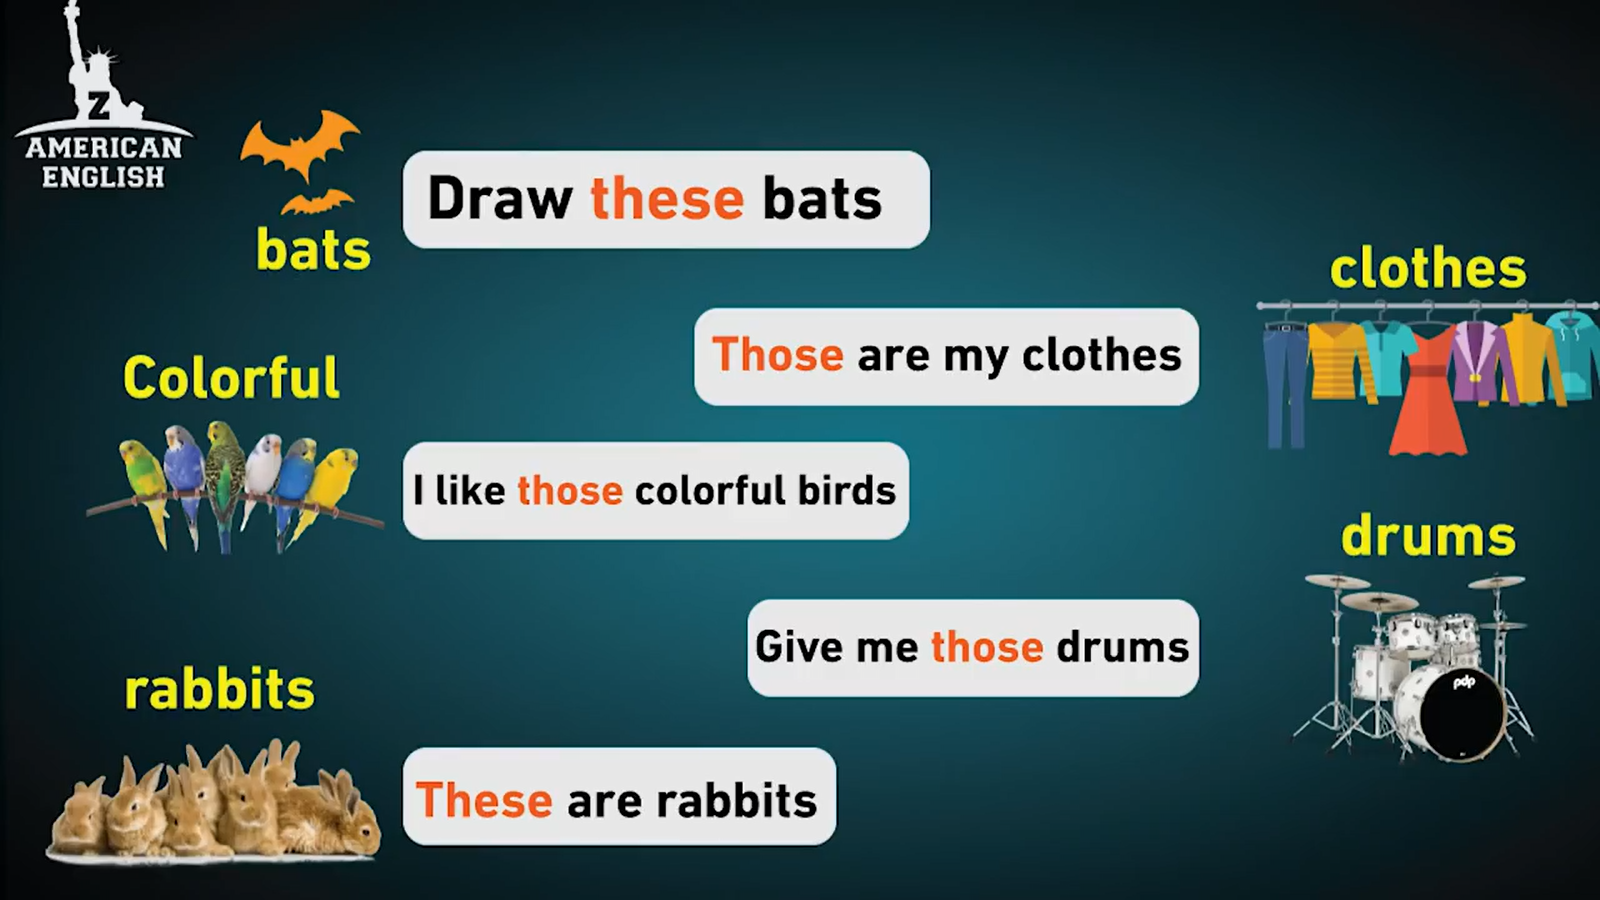 Z
AMERICAN
ENGLISH
bats
Draw these bats
clothes
Those are my clothes
Colorful
I like those colorful birds
drums
Give me those drums
pdp
rabbits
These are rabbits